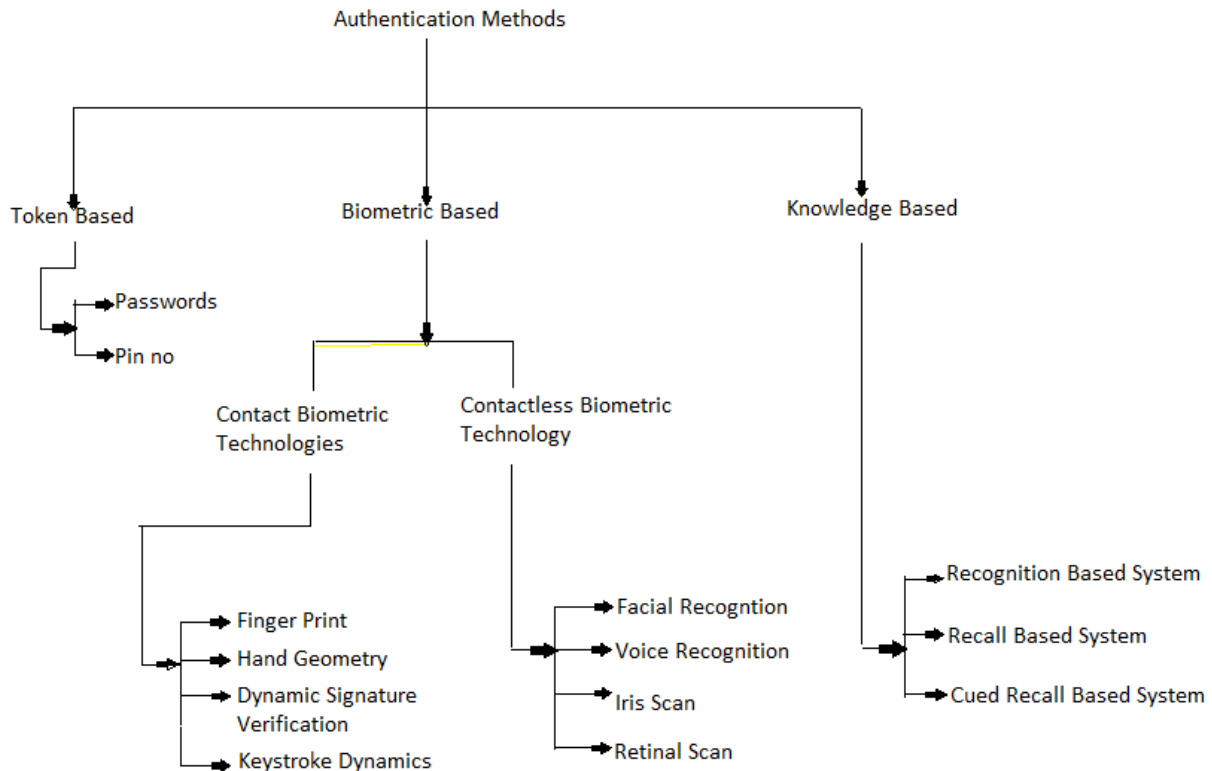 Authentication Methods
Token Based
Biometric Based
Knowledge Based
Passwords
Pin no
Contact Biometric
Technologies
Contactless Biometric
Technology
Finger Print
Hand Geometry
Dynamic Signature
Verification
Keystroke Dynamics
Facial Recogntion
Voice Recognition
Iris Scan
Retinal Scan
Recognition Based System
Recall Based System
Cued Recall Based System